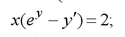 x(e^y − y′) = 2;